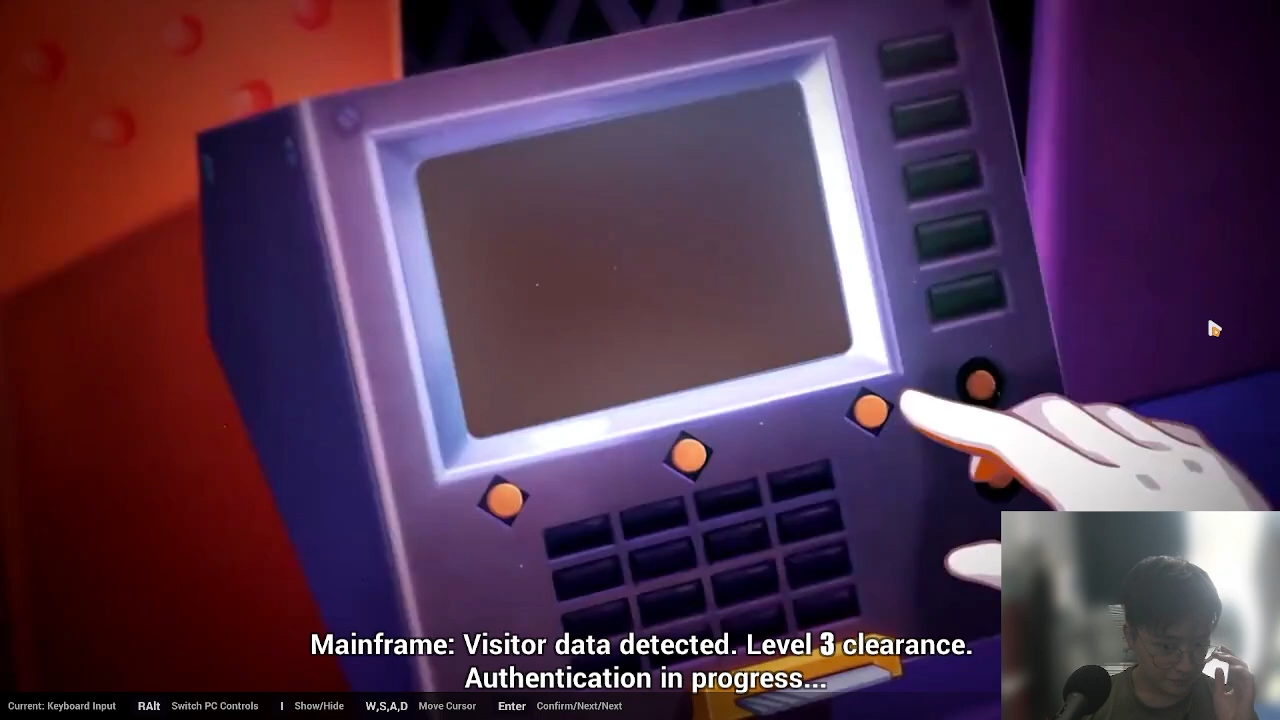 Mainframe: Visitor data detected. Level 3 clearance.
Authentication in progress...
Current: Keyboard Input RAlt Switch PC Controls I Show/Hide W,S,A,D Move Cursor Enter Confirm/Next/Next